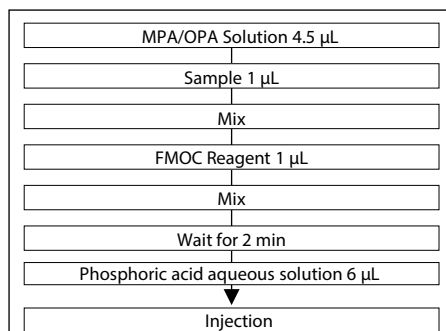 MPA/OPA Solution 4.5 µL
Sample 1 µL
Mix
FMOC Reagent 1 µL
Mix
Wait for 2 min
Phosphoric acid aqueous solution 6 µL
Injection